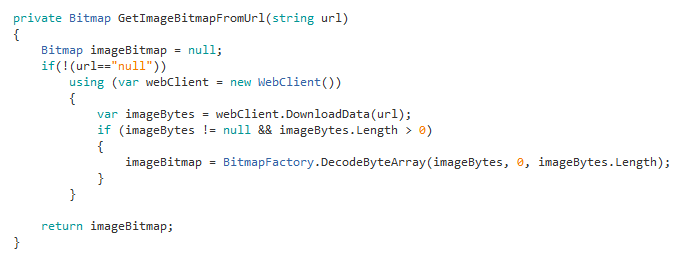 private Bitmap GetImageBitmapFromUrl(string url)
{
    Bitmap imageBitmap = null;
    if(!(url=="null"))
        using (var webClient = new WebClient())
        {
            var imageBytes = webClient.DownloadData(url);
            if (imageBytes != null && imageBytes.Length > 0)
            {
                imageBitmap = BitmapFactory.DecodeByteArray(imageBytes, 0, imageBytes.Length);
            }
        }

    return imageBitmap;
}